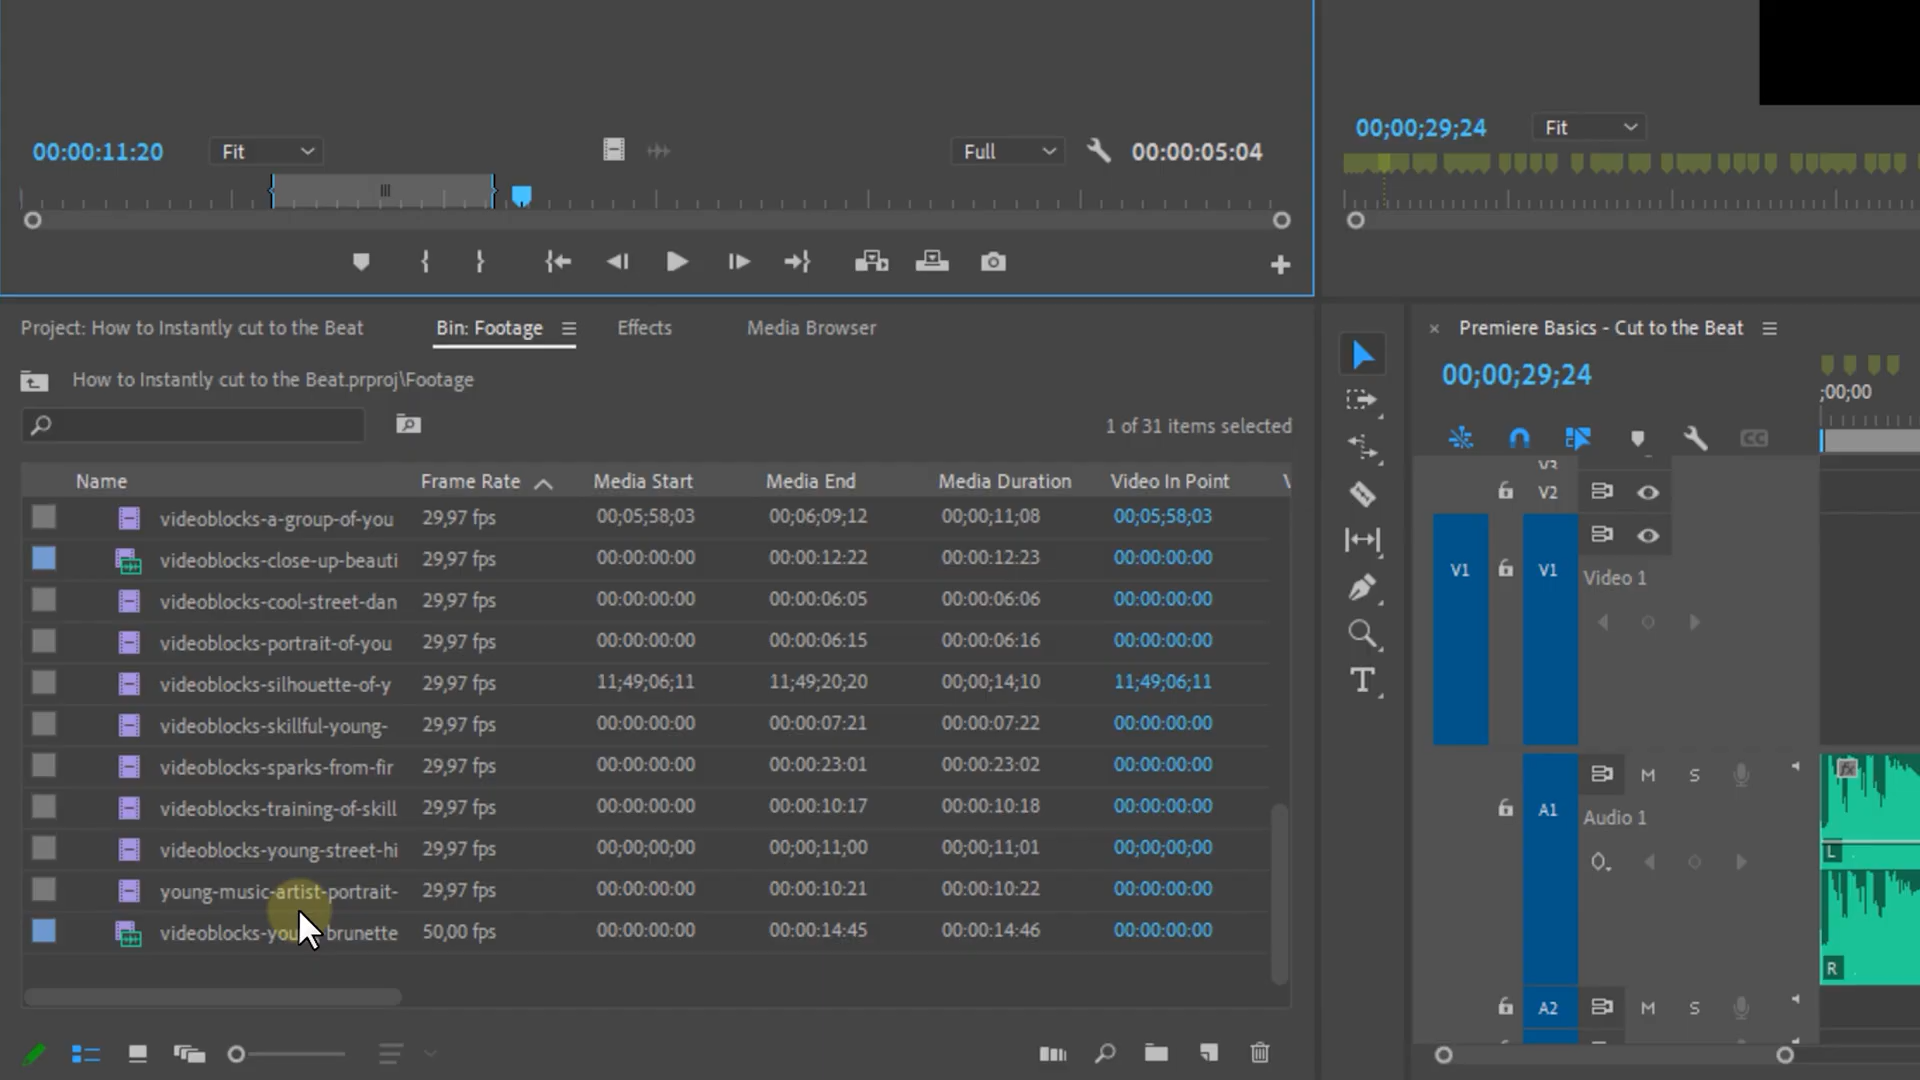 00:00:11:20 Fit Full 00:00:05:04
00;00;29;24 Fit
Project: How to Instantly cut to the Beat Bin: Footage Effects Media Browser
How to Instantly cut to the Beat.prproj\Footage
1 of 31 items selected
Name Frame Rate Media Start Media End Media Duration Video In Point
videoblocks-a-group-of-you 29,97 fps 00;05;58;03 00;06;09;12 00;00;11;08 00;05;58;03
videoblocks-close-up-beauti 29,97 fps 00:00:00:00 00:00:12:22 00:00:12:23 00:00:00:00
videoblocks-cool-street-dan 29,97 fps 00:00:00:00 00:00:06:05 00:00:06:06 00:00:00:00
videoblocks-portrait-of-you 29,97 fps 00:00:00:00 00:00:06:15 00:00:06:16 00:00:00:00
videoblocks-silhouette-of-y 29,97 fps 11;49;06;11 11;49;20;20 00;00;14;10 11;49;06;11
videoblocks-skillful-young- 29,97 fps 00:00:00:00 00:00:07:21 00:00:07:22 00:00:00:00
videoblocks-sparks-from-fir 29,97 fps 00:00:00:00 00:00:23:01 00:00:23:02 00:00:00:00
videoblocks-training-of-skill 29,97 fps 00:00:00:00 00:00:10:17 00:00:10:18 00:00:00:00
videoblocks-young-street-hi 29,97 fps 00;00;00;00 00;00;11;00 00;00;11;01 00;00;00;00
young-music-artist-portrait- 29,97 fps 00:00:00:00 00:00:10:21 00:00:10:22 00:00:00:00
brunette 50,00 fps 00:00:00:00 00:00:14:45 00:00:14:46 00:00:00:00
Premiere Basics - Cut to the Beat
00;00;29;24
;00;00
CC
V3
V2
V1 V1 Video 1
T
M S
A1 Audio 1
L
R
A2 M S
fx